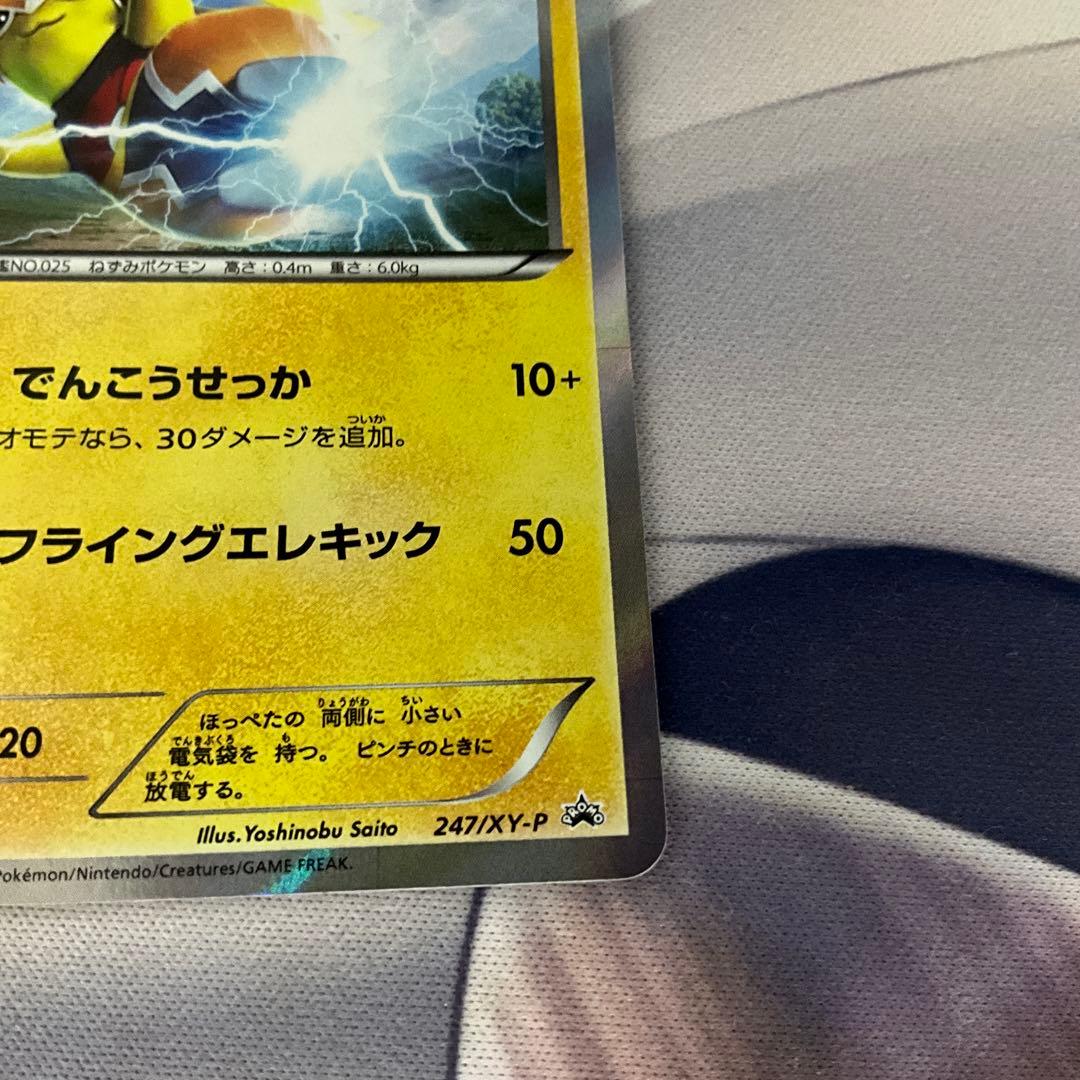 NO.025 ねずみポケモン 高さ：0.4m 重さ：6.0kg
でんこうせっか 10+
オモテなら、30ダメージを追加。
フライングエレキック 50
20
ほっぺたの 両側に 小さい
電気袋を 持つ。 ピンチのときに
放電する。
Illus. Yoshinobu Saito 247/XY-P PROMO
Pokémon/Nintendo/Creatures/GAME FREAK.